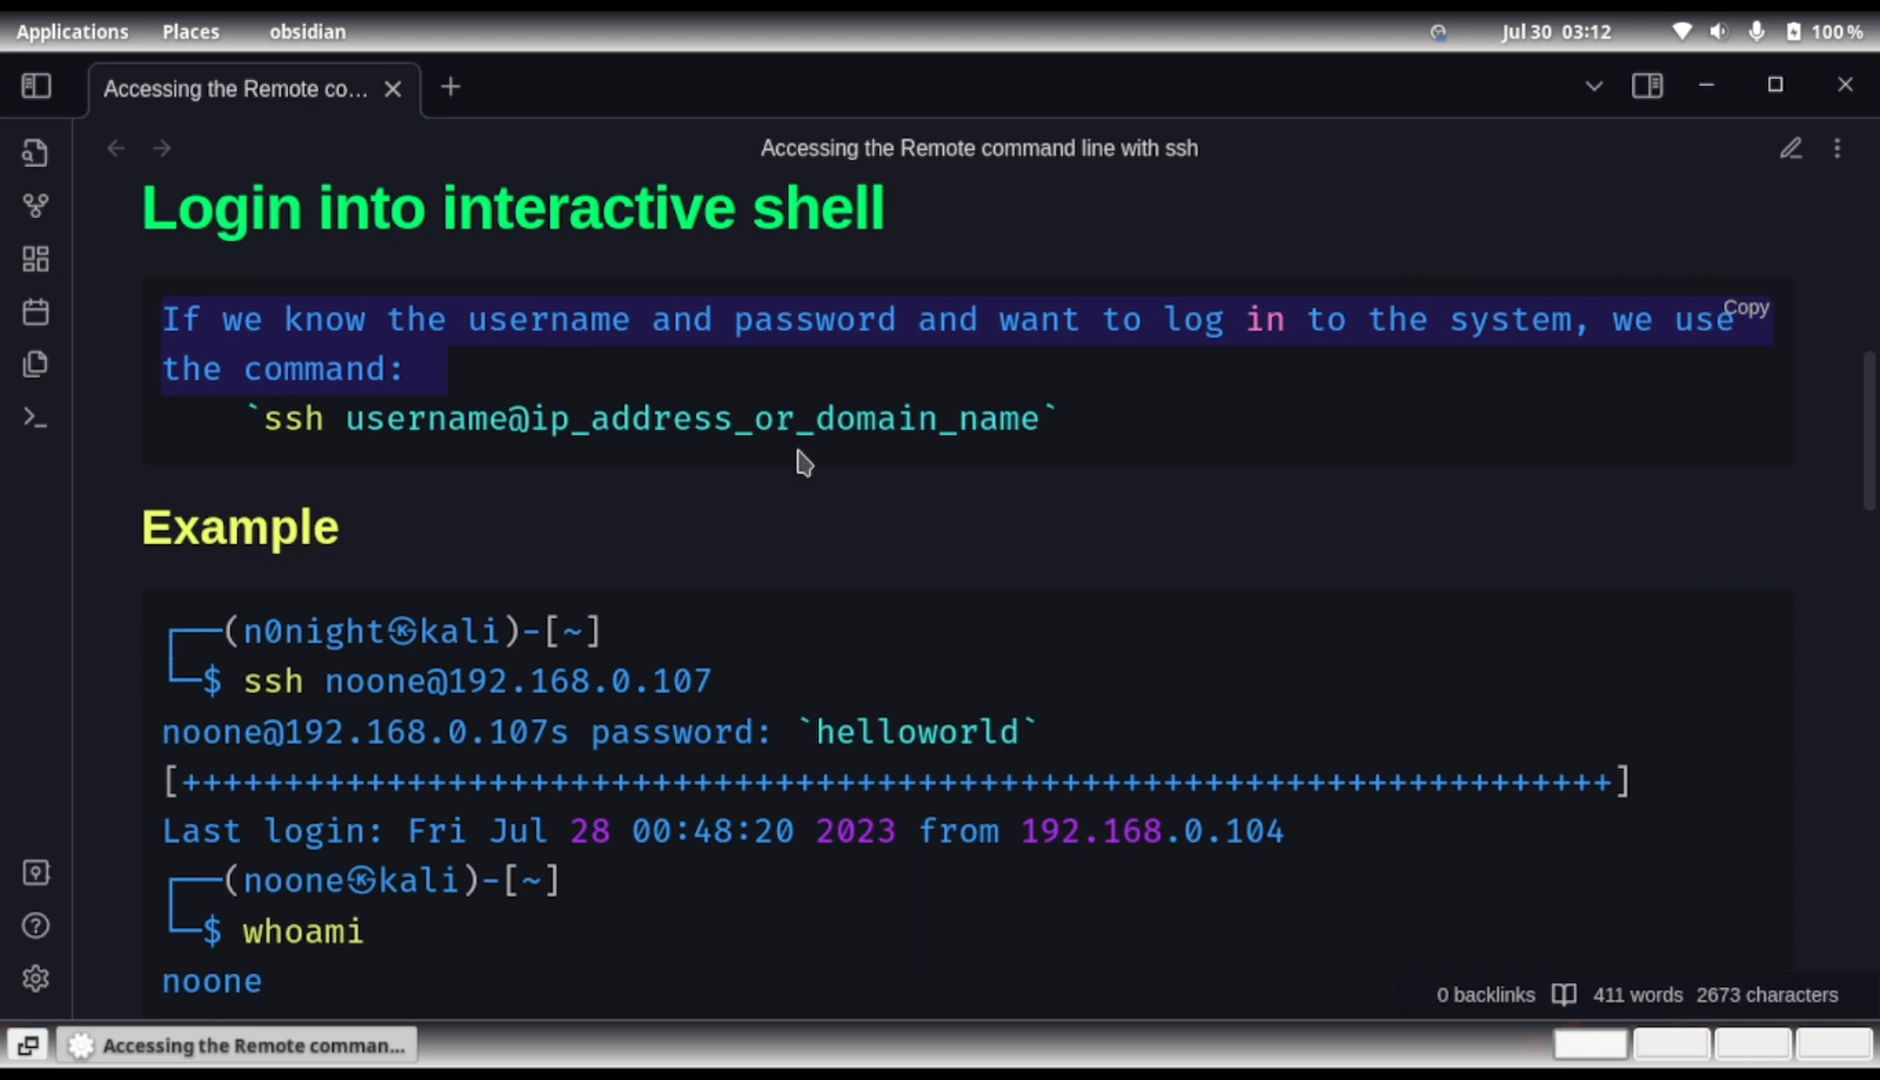 Applications Places obsidian Jul 30 03:12 100 %
Accessing the Remote co...
Accessing the Remote command line with ssh
Login into interactive shell
Copy
If we know the username and password and want to log in to the system, we use
the command:
`ssh username@ip_address_or_domain_name`
Example
┌──(n0night㉿kali)-[~]
└─$ ssh noone@192.168.0.107
noone@192.168.0.107s password: `helloworld`
[++++++++++++++++++++++++++++++++++++++++++++++++++++++++++++++++++++++]
Last login: Fri Jul 28 00:48:20 2023 from 192.168.0.104
┌──(noone㉿kali)-[~]
└─$ whoami
noone
0 backlinks 411 words 2673 characters
Accessing the Remote comman...